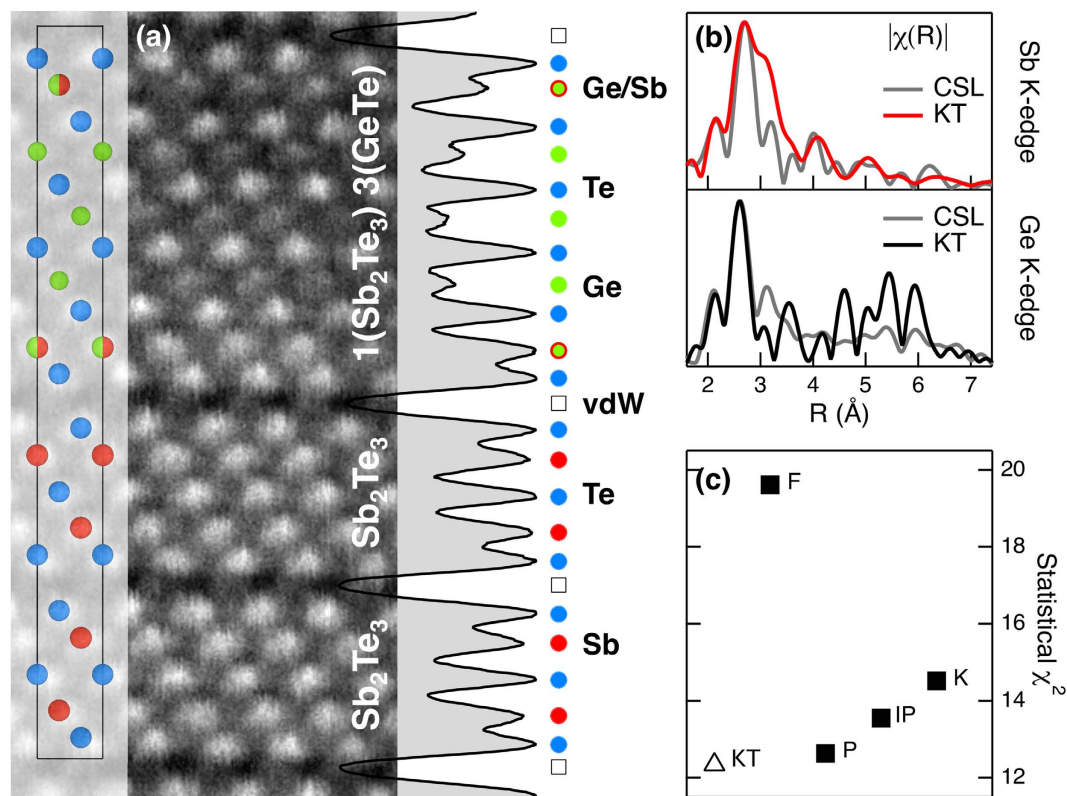 (a)
1(Sb₂Te₃) 3(GeTe)
Sb₂Te₃
Sb₂Te₃
Ge/Sb
Te
Ge
vdW
Te
Sb
(b)
|χ(R)|
CSL
KT
Sb K-edge
CSL
KT
Ge K-edge
2 3 4 5 6 7
R (Å)
(c)
F
K
IP
P
KT
20
18
16
14
12
Statistical χ²